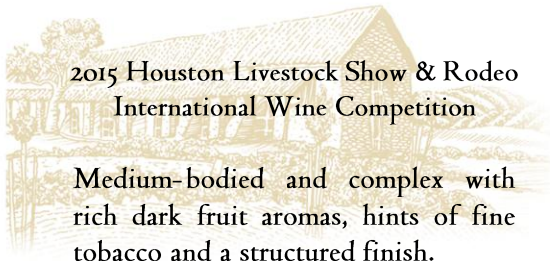 2015 Houston Livestock Show & Rodeo
International Wine Competition
Medium-bodied and complex with
rich dark fruit aromas, hints of fine
tobacco and a structured finish.